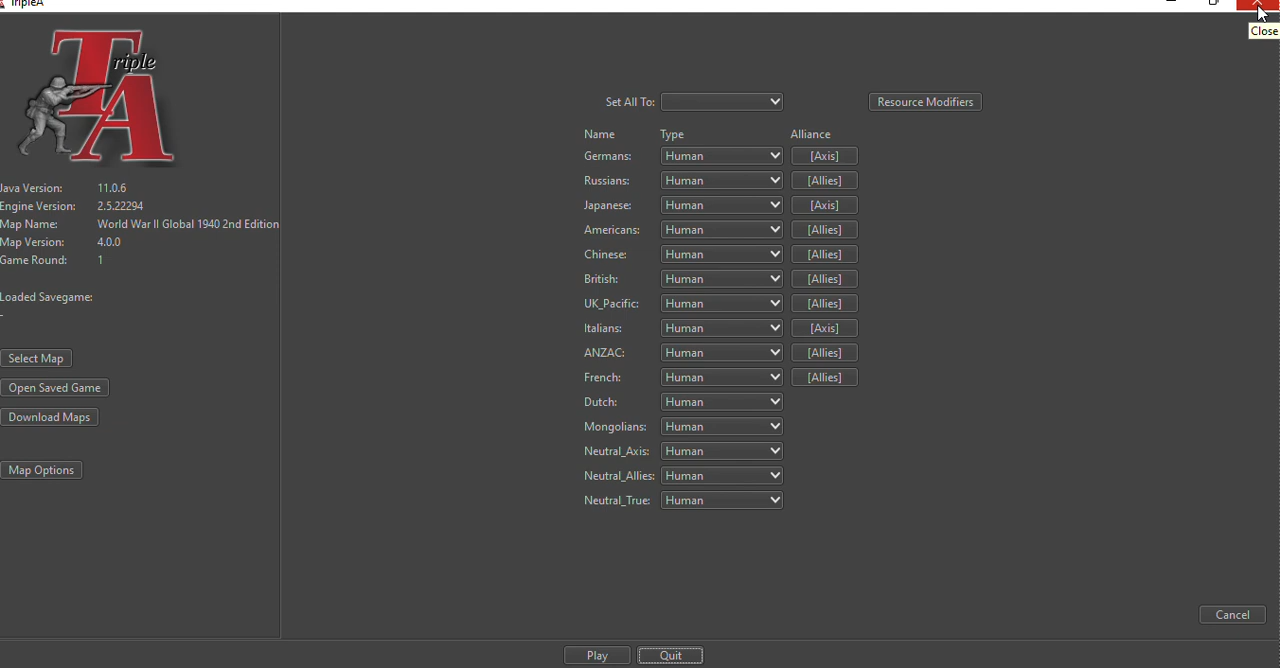 TripleA
Close
Triple
A
Java Version: 11.0.6
Engine Version: 2.5.22294
Map Name: World War II Global 1940 2nd Edition
Map Version: 4.0.0
Game Round: 1
Loaded Savegame:
-
Select Map
Open Saved Game
Download Maps
Map Options
Set All To:
Resource Modifiers
Name Type Alliance
Germans: Human [Axis]
Russians: Human [Allies]
Japanese: Human [Axis]
Americans: Human [Allies]
Chinese: Human [Allies]
British: Human [Allies]
UK_Pacific: Human [Allies]
Italians: Human [Axis]
ANZAC: Human [Allies]
French: Human [Allies]
Dutch: Human
Mongolians: Human
Neutral_Axis: Human
Neutral_Allies: Human
Neutral_True: Human
Cancel
Play Quit